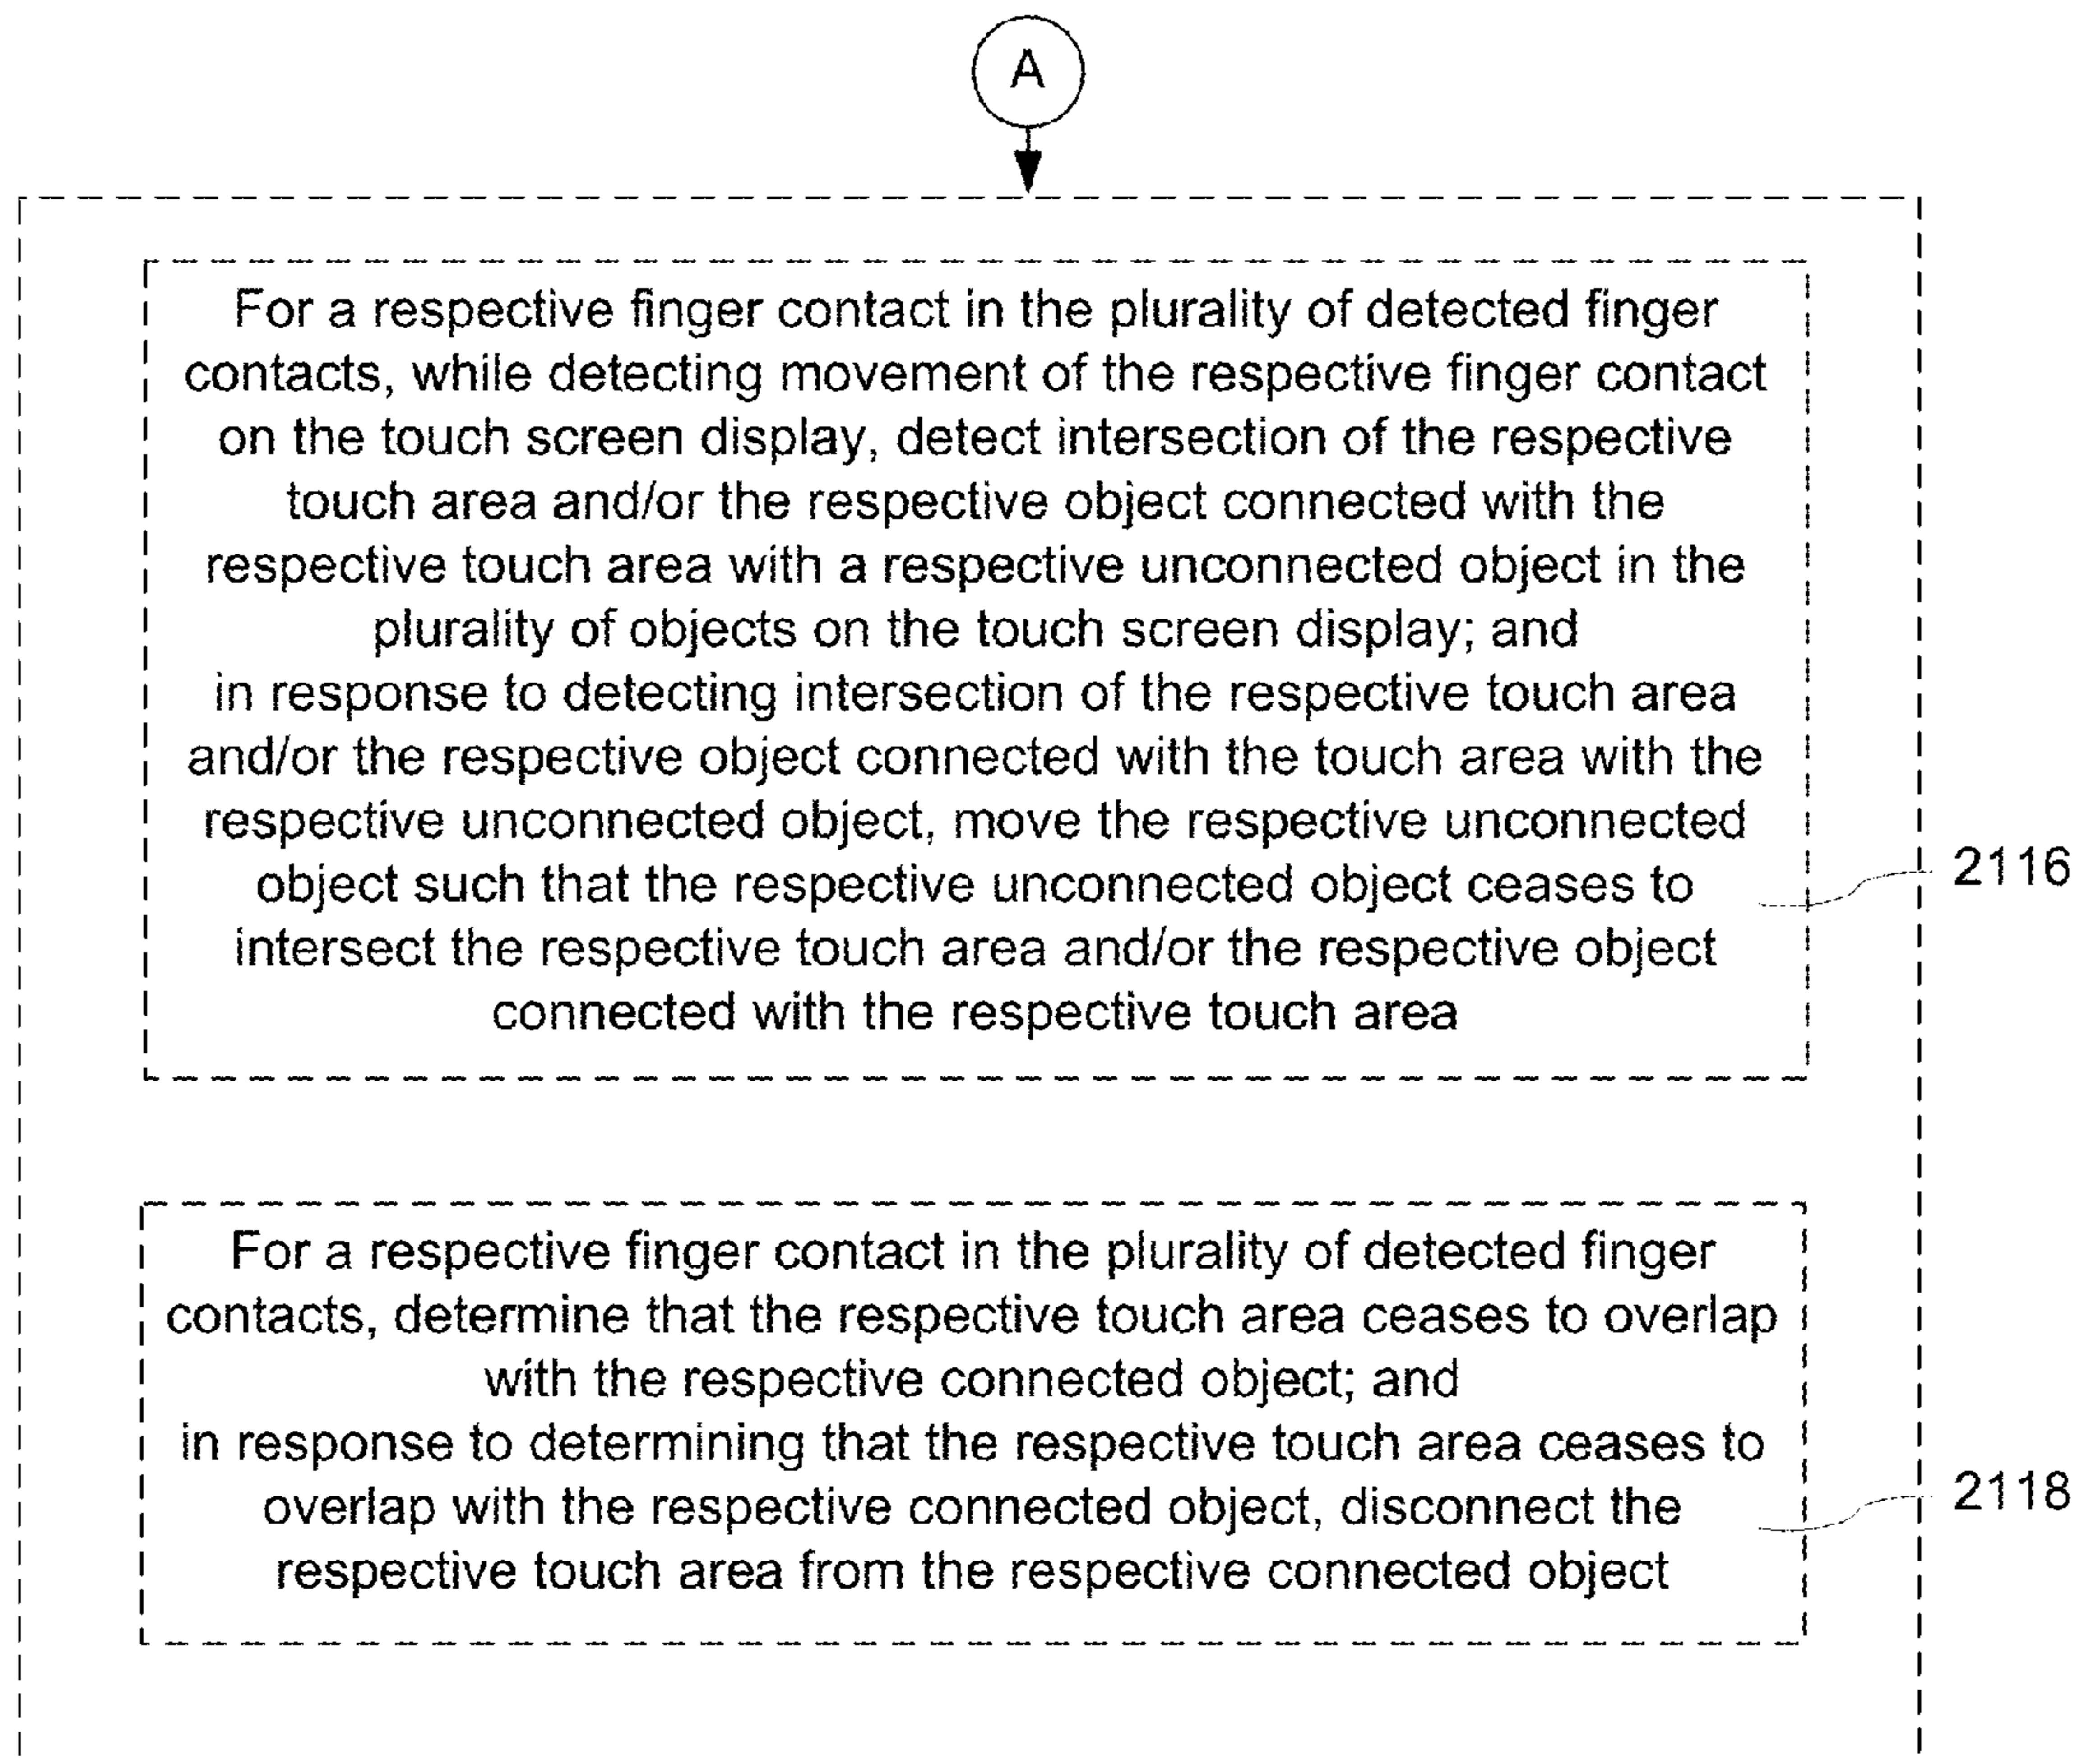 A
For a respective finger contact in the plurality of detected finger
contacts, while detecting movement of the respective finger contact
on the touch screen display, detect intersection of the respective
touch area and/or the respective object connected with the
respective touch area with a respective unconnected object in the
plurality of objects on the touch screen display; and
in response to detecting intersection of the respective touch area
and/or the respective object connected with the touch area with the
respective unconnected object, move the respective unconnected
object such that the respective unconnected object ceases to
intersect the respective touch area and/or the respective object
connected with the respective touch area
2116
For a respective finger contact in the plurality of detected finger
contacts, determine that the respective touch area ceases to overlap
with the respective connected object; and
in response to determining that the respective touch area ceases to
overlap with the respective connected object, disconnect the
respective touch area from the respective connected object
2118